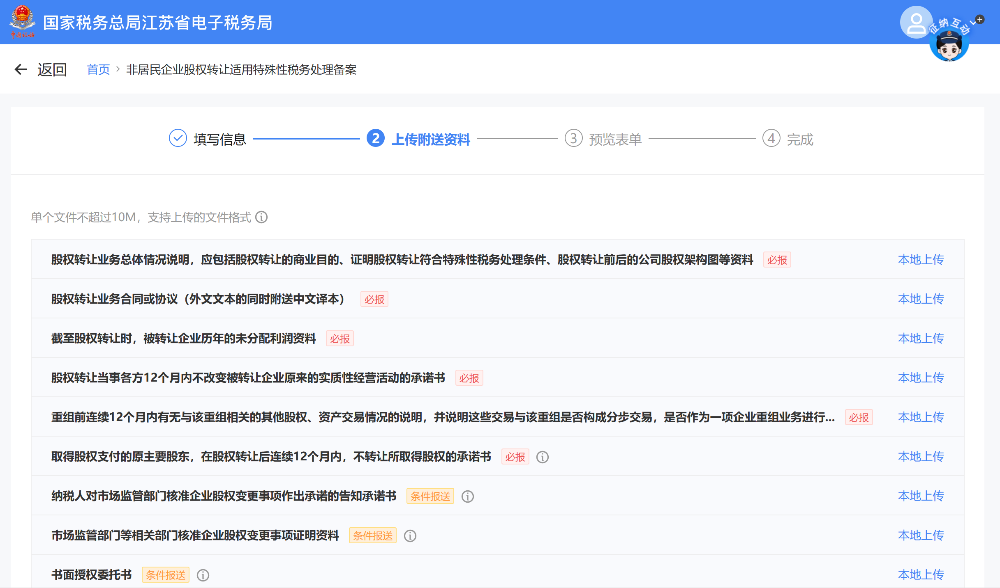 国家税务总局江苏省电子税务局
征纳互动
返回
首页 > 非居民企业股权转让适用特殊性税务处理备案
填写信息
2 上传附送资料
3 预览表单
4 完成
单个文件不超过10M，支持上传的文件格式
股权转让业务总体情况说明，应包括股权转让的商业目的、证明股权转让符合特殊性税务处理条件、股权转让前后的公司股权架构图等资料 必报 本地上传
股权转让业务合同或协议（外文文本的同时附送中文译本） 必报 本地上传
截至股权转让时，被转让企业历年的未分配利润资料 必报 本地上传
股权转让当事各方12个月内不改变被转让企业原来的实质性经营活动的承诺书 必报 本地上传
重组前连续12个月内有无与该重组相关的其他股权、资产交易情况的说明，并说明这些交易与该重组是否构成分步交易，是否作为一项企业重组业务进行... 必报 本地上传
取得股权支付的原主要股东，在股权转让后连续12个月内，不转让所取得股权的承诺书 必报 本地上传
纳税人对市场监管部门核准企业股权变更事项作出承诺的告知承诺书 条件报送 本地上传
市场监管部门等相关部门核准企业股权变更事项证明资料 条件报送 本地上传
书面授权委托书 条件报送 本地上传